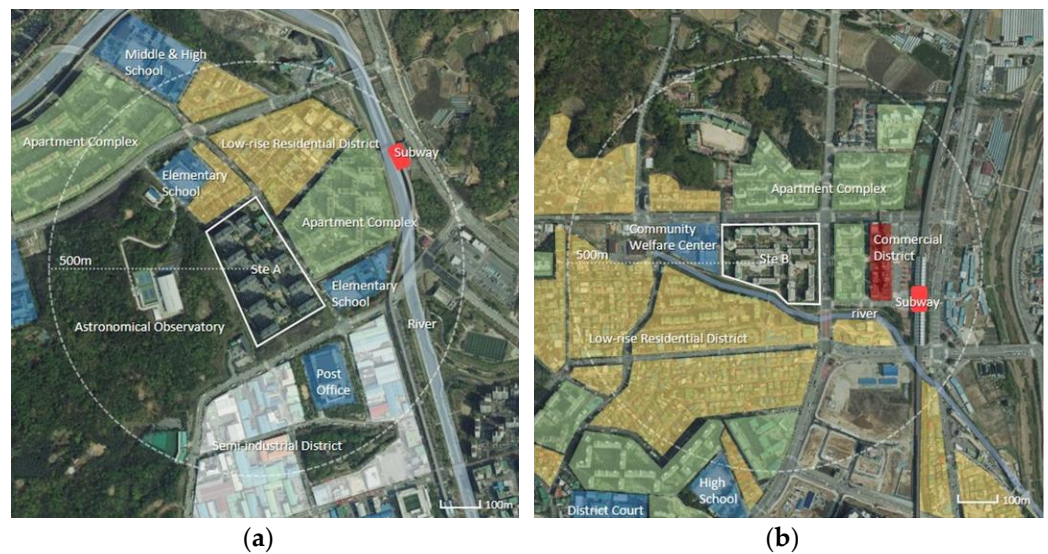 Middle & High
School
Apartment Complex
Low-rise Residential District
Subway
Elementary
School
Apartment Complex
500m
Ste A
Elementary
School
Astronomical Observatory
River
Post
Office
Semi-industrial District
100m
(a)
Apartment Complex
Community
Welfare Center
Commercial
District
500m
Ste B
Subway
river
Low-rise Residential District
High
School
District Court
100m
(b)